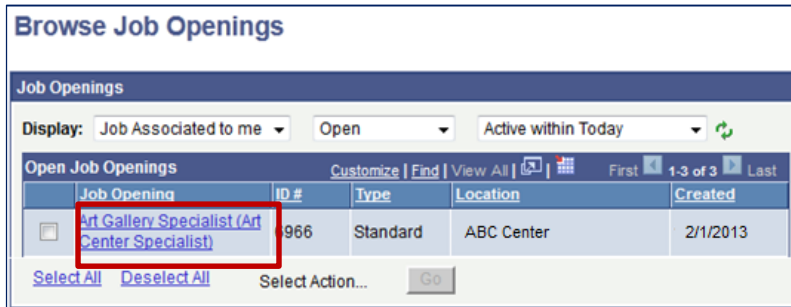 Browse Job Openings
Job Openings
Display: Job Associated to me Open Active within Today
Open Job Openings Customize | Find | View All | | First 1-3 of 3 Last
Job Opening ID # Type Location Created
Art Gallery Specialist (Art
Center Specialist) 6966 Standard ABC Center 2/1/2013
Select All Deselect All Select Action... Go